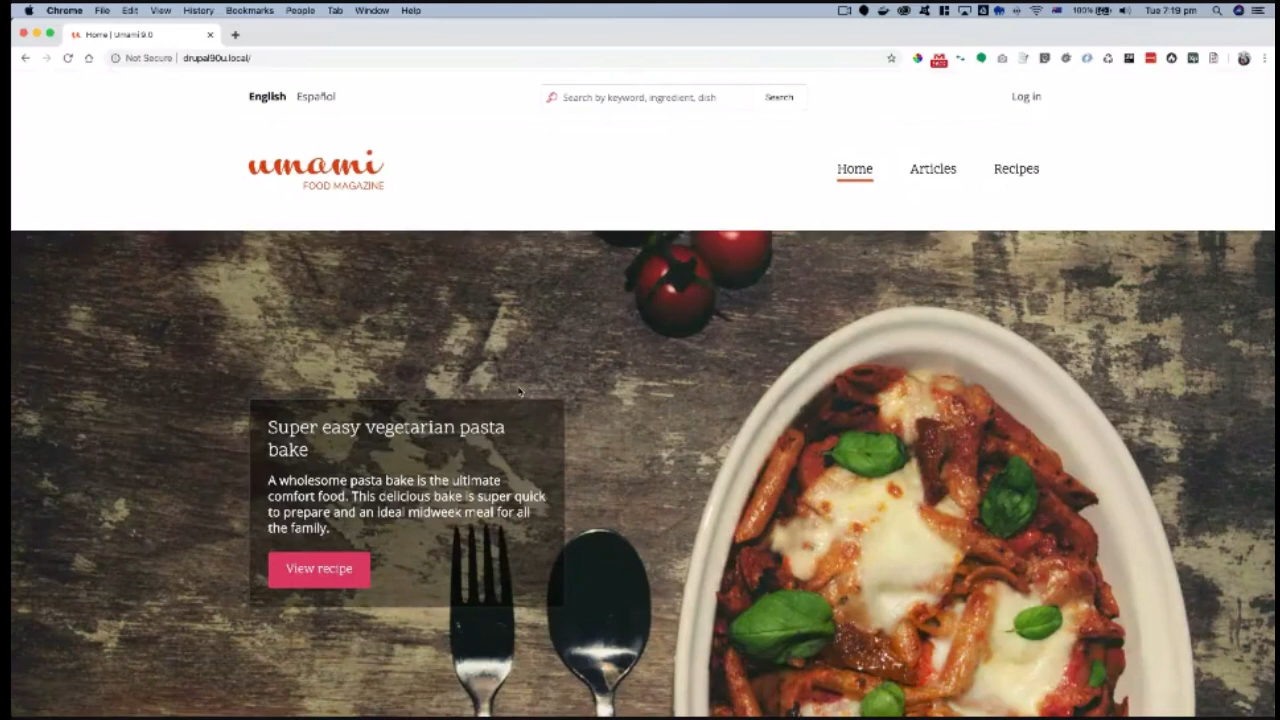 Chrome File Edit View History Bookmarks People Tab Window Help
100% Tue 7:19 pm
Home | Umami 9.0
Not Secure | drupal90u.local/
English Español
Search by keyword, ingredient, dish Search
Log in
umami
FOOD MAGAZINE
Home Articles Recipes
Super easy vegetarian pasta
bake
A wholesome pasta bake is the ultimate
comfort food. This delicious bake is super quick
to prepare and an ideal midweek meal for all
the family.
View recipe